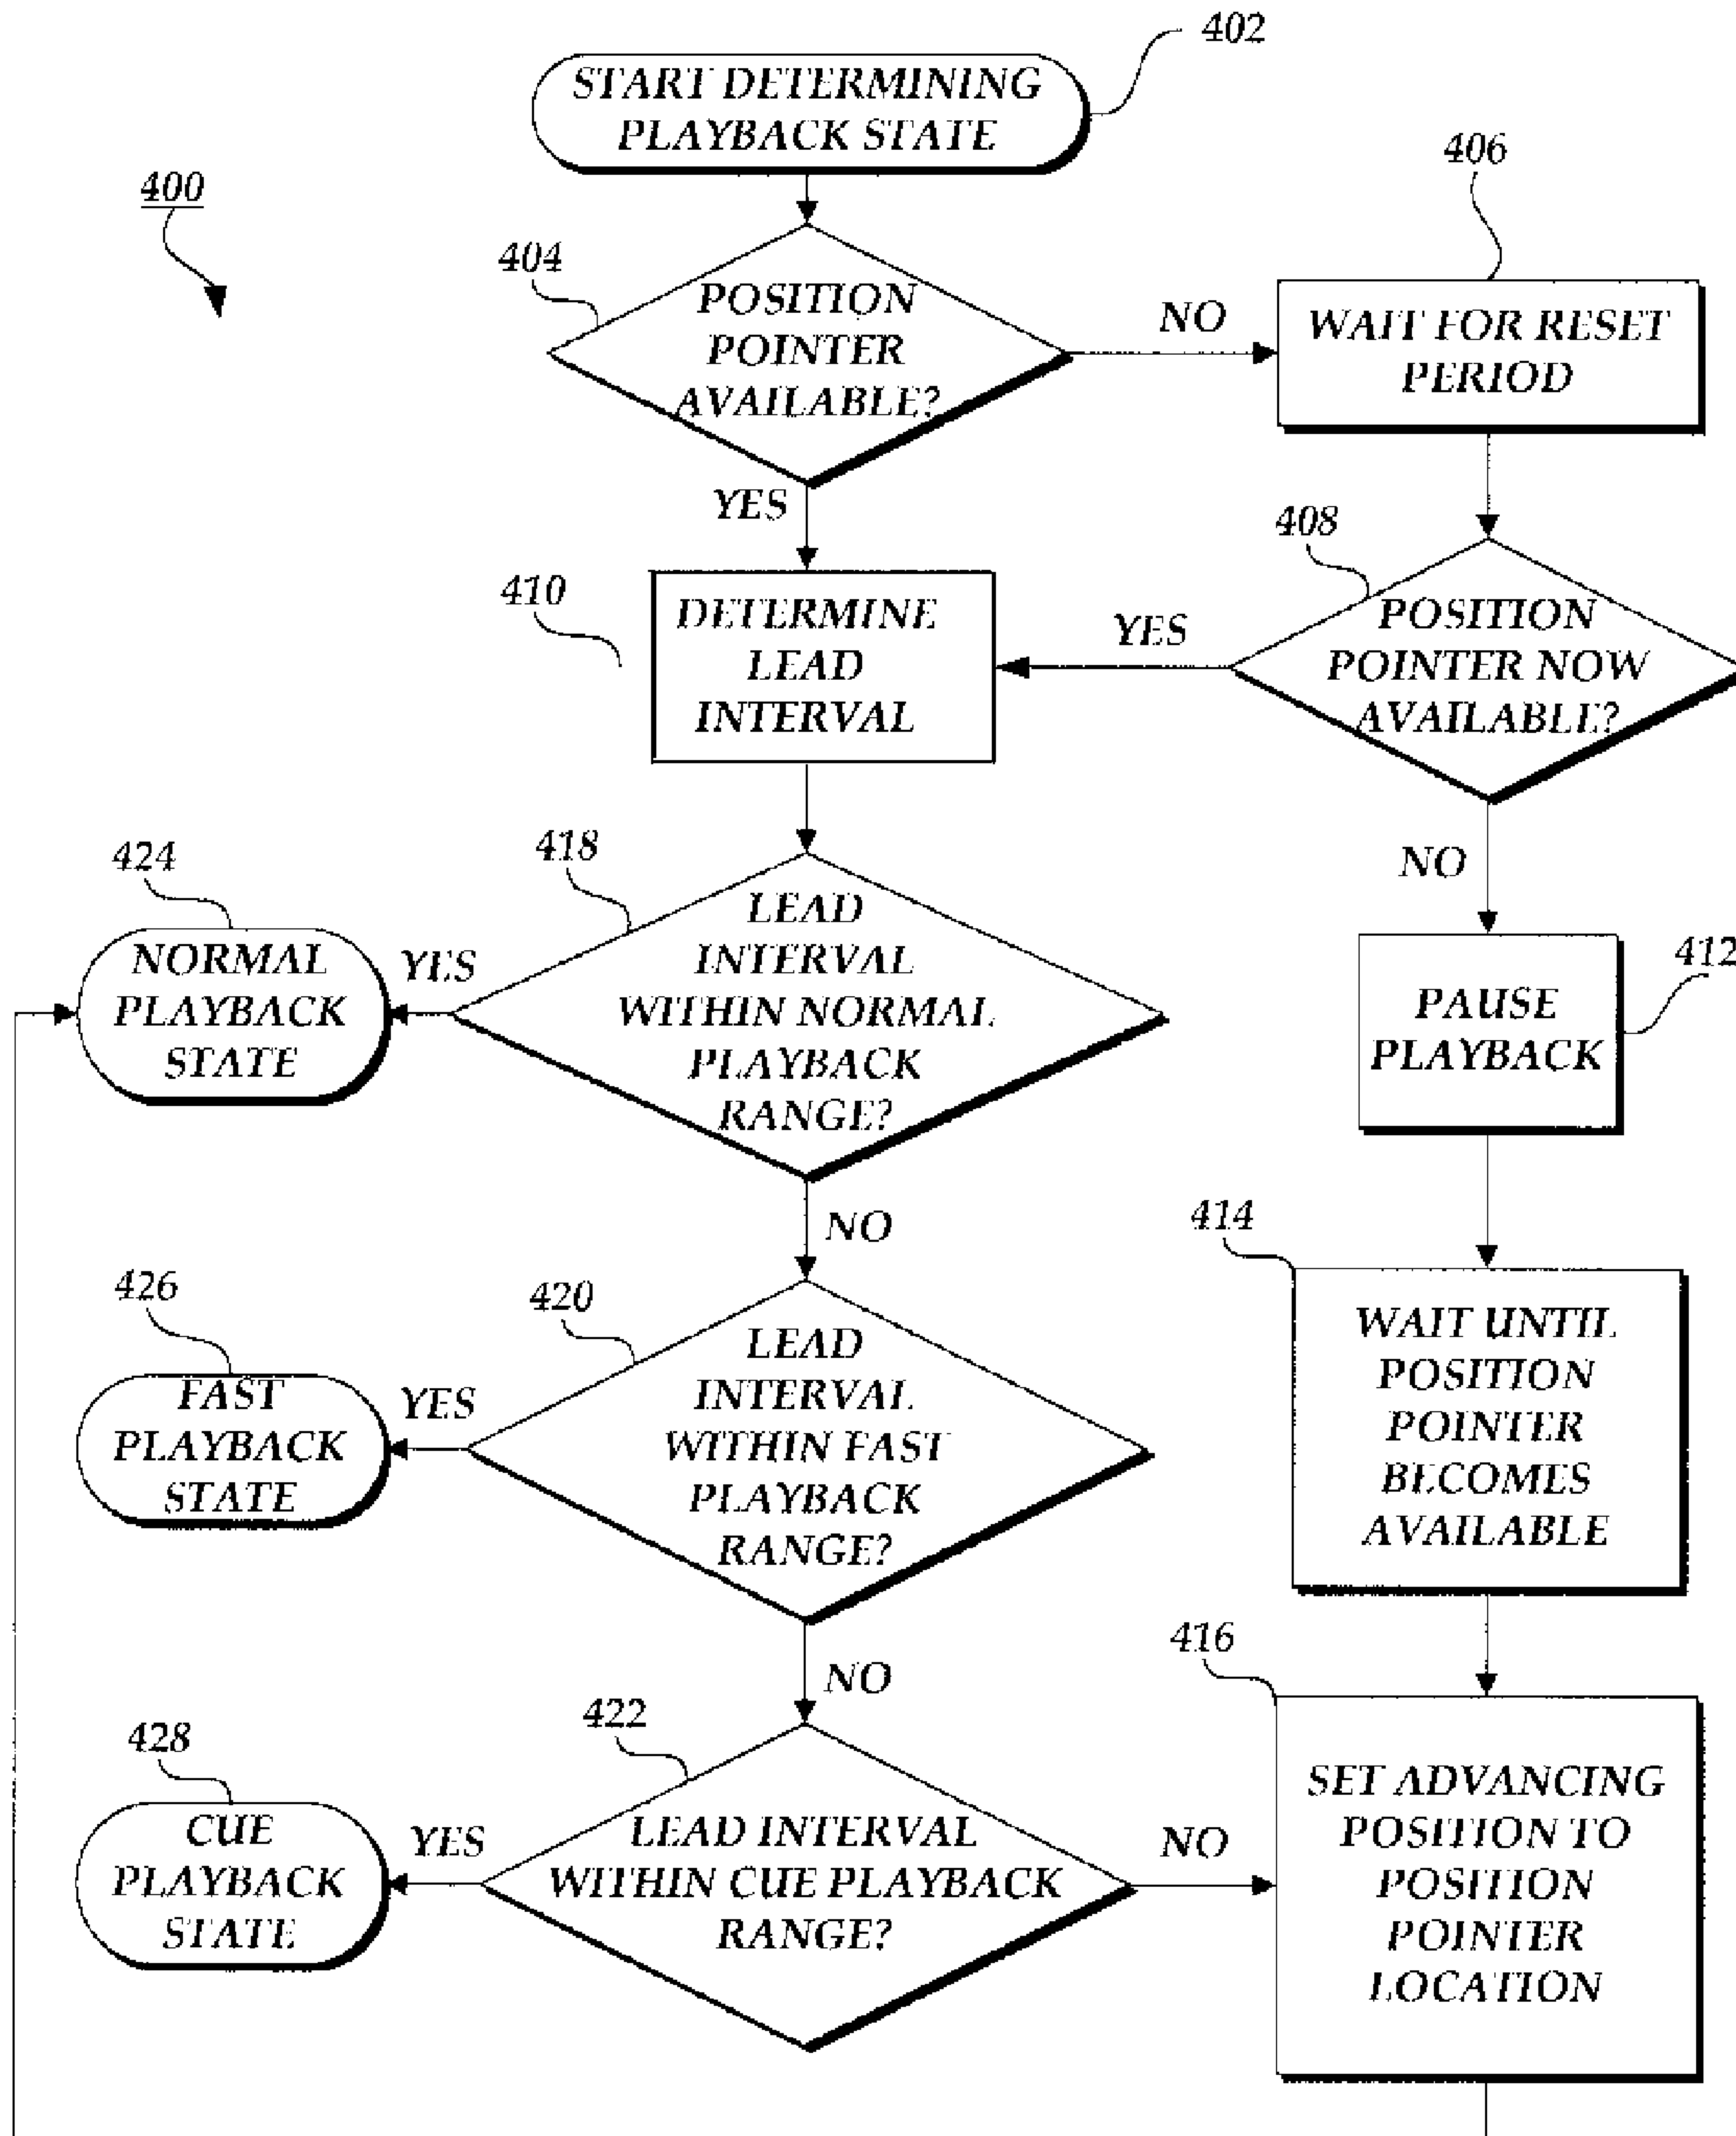 402
START DETERMINING
PLAYBACK STATE
400
404
POSITION
POINTER
AVAILABLE?
NO
406
WAIT FOR RESET
PERIOD
YES
408
POSITION
POINTER NOW
AVAILABLE?
YES
410
DETERMINE
LEAD
INTERVAL
NO
412
PAUSE
PLAYBACK
418
LEAD
INTERVAL
WITHIN NORMAL
PLAYBACK
RANGE?
YES
424
NORMAL
PLAYBACK
STATE
NO
414
WAIT UNTIL
POSITION
POINTER
BECOMES
AVAILABLE
420
LEAD
INTERVAL
WITHIN FAST
PLAYBACK
RANGE?
YES
426
FAST
PLAYBACK
STATE
NO
416
SET ADVANCING
POSITION TO
POSITION
POINTER
LOCATION
422
LEAD INTERVAL
WITHIN CUE PLAYBACK
RANGE?
NO
YES
428
CUE
PLAYBACK
STATE